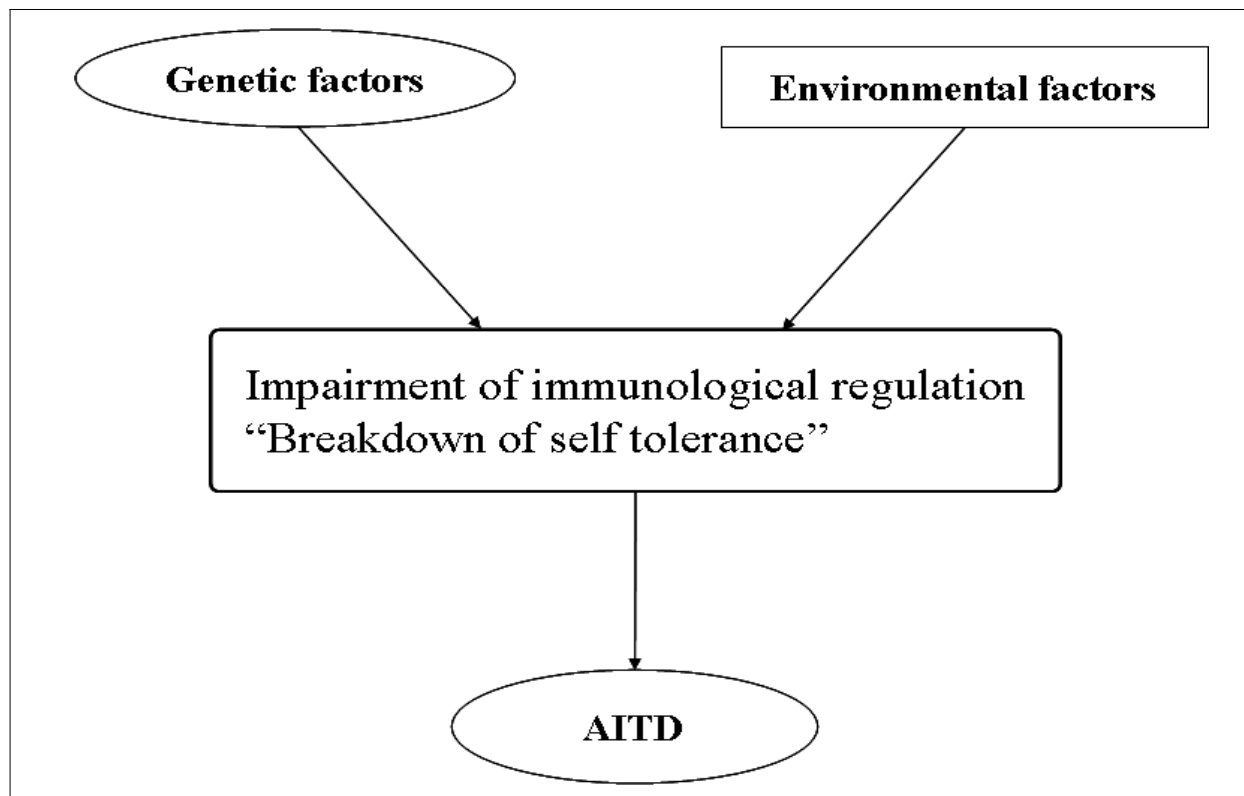 Genetic factors
Environmental factors
Impairment of immunological regulation
“Breakdown of self tolerance”
AITD